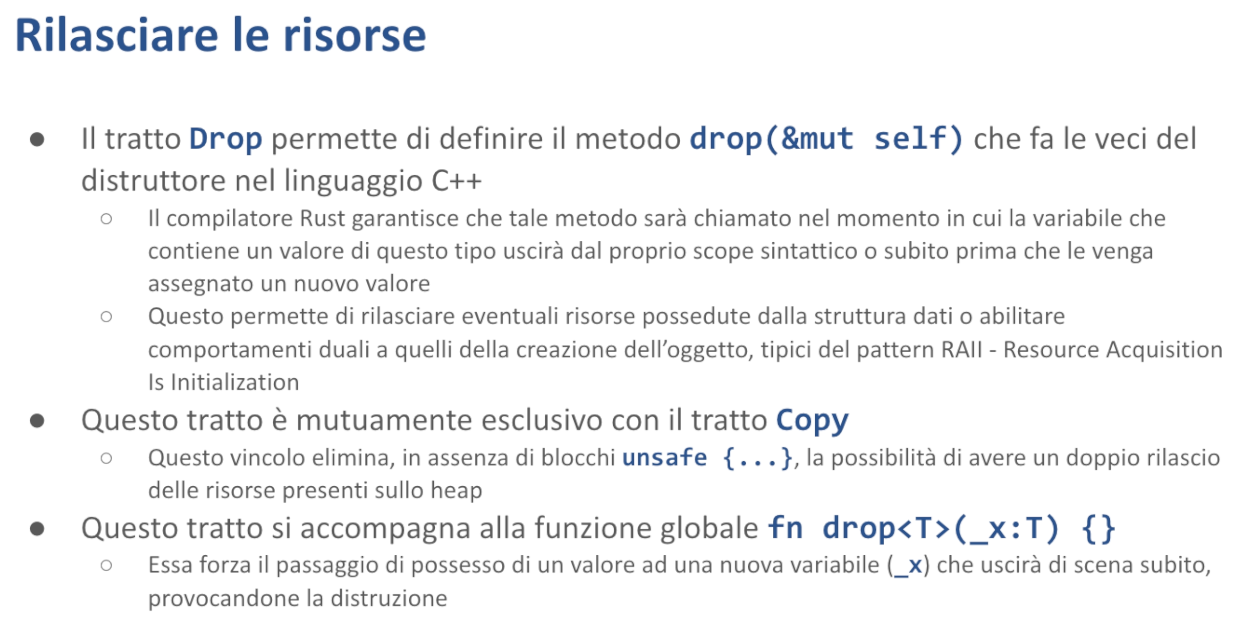 Rilasciare le risorse
● Il tratto Drop permette di definire il metodo drop(&mut self) che fa le veci del
distruttore nel linguaggio C++
○ Il compilatore Rust garantisce che tale metodo sarà chiamato nel momento in cui la variabile che
contiene un valore di questo tipo uscirà dal proprio scope sintattico o subito prima che le venga
assegnato un nuovo valore
○ Questo permette di rilasciare eventuali risorse possedute dalla struttura dati o abilitare
comportamenti duali a quelli della creazione dell’oggetto, tipici del pattern RAII - Resource Acquisition
Is Initialization
● Questo tratto è mutuamente esclusivo con il tratto Copy
○ Questo vincolo elimina, in assenza di blocchi unsafe {...}, la possibilità di avere un doppio rilascio
delle risorse presenti sullo heap
● Questo tratto si accompagna alla funzione globale fn drop<T>(_x:T) {}
○ Essa forza il passaggio di possesso di un valore ad una nuova variabile (_x) che uscirà di scena subito,
provocandone la distruzione